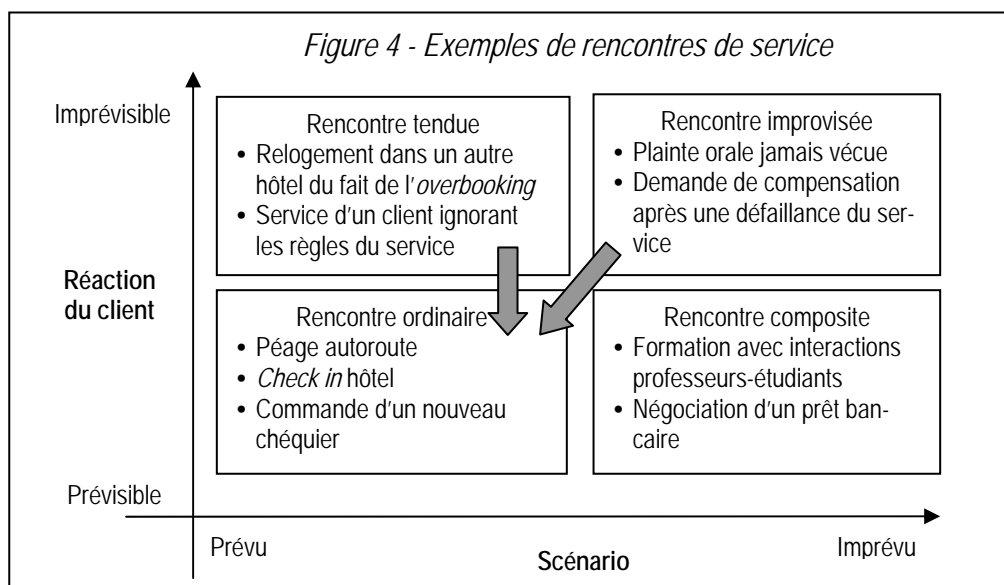 Figure 4 - Exemples de rencontres de service
Imprévisible
Rencontre tendue
• Relogement dans un autre
hôtel du fait de l'overbooking
• Service d'un client ignorant
les règles du service
Rencontre improvisée
• Plainte orale jamais vécue
• Demande de compensation
après une défaillance du ser-
vice
Réaction
du client
Rencontre ordinaire
• Péage autoroute
• Check in hôtel
• Commande d'un nouveau
chéquier
Rencontre composite
• Formation avec interactions
professeurs-étudiants
• Négociation d'un prêt ban-
caire
Prévisible
Prévu
Scénario
Imprévu